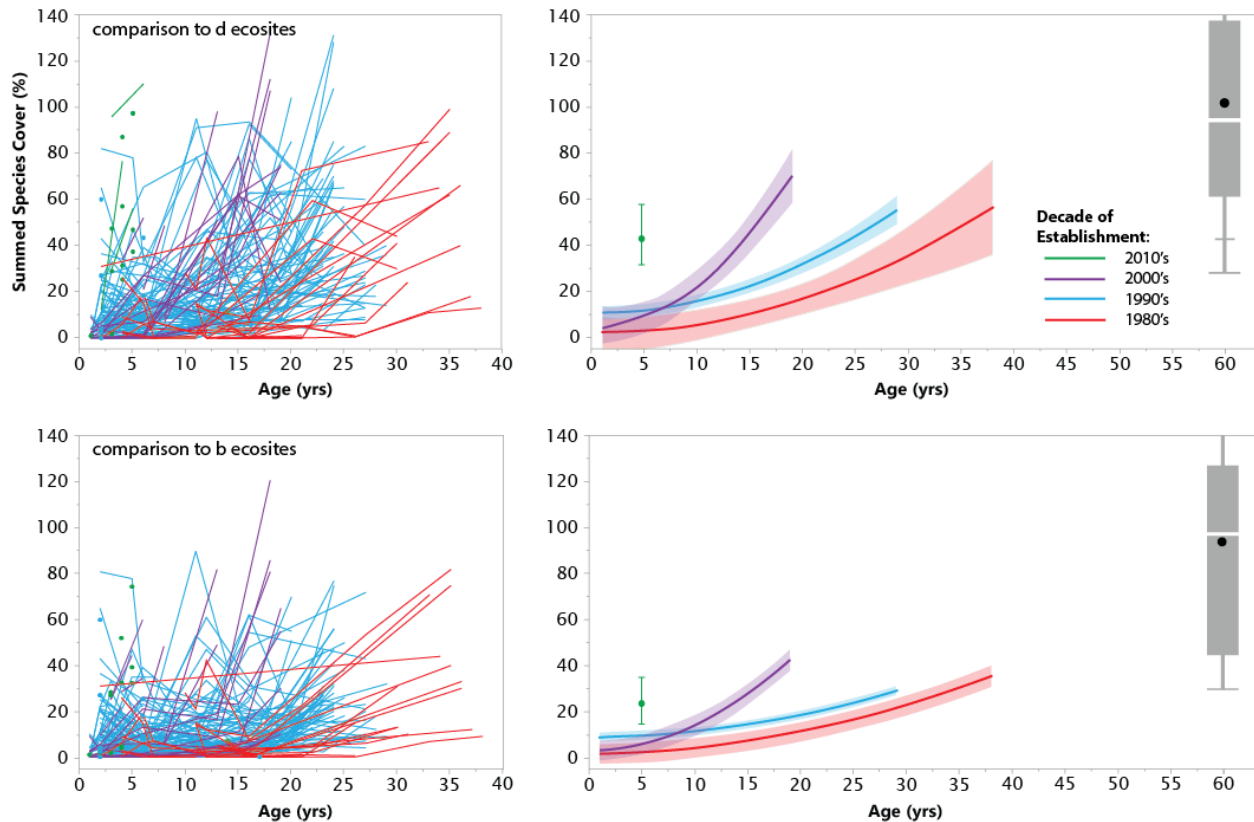 comparison to d ecosites
Summed Species Cover (%)
140
120
100
80
60
40
20
0
0 5 10 15 20 25 30 35 40
Age (yrs)
140
120
100
80
60
40
20
0
0 5 10 15 20 25 30 35 40 45 50 55 60
Age (yrs)
Decade of
Establishment:
2010's
2000's
1990's
1980's
comparison to b ecosites
140
120
100
80
60
40
20
0
0 5 10 15 20 25 30 35 40
Age (yrs)
140
120
100
80
60
40
20
0
0 5 10 15 20 25 30 35 40 45 50 55 60
Age (yrs)